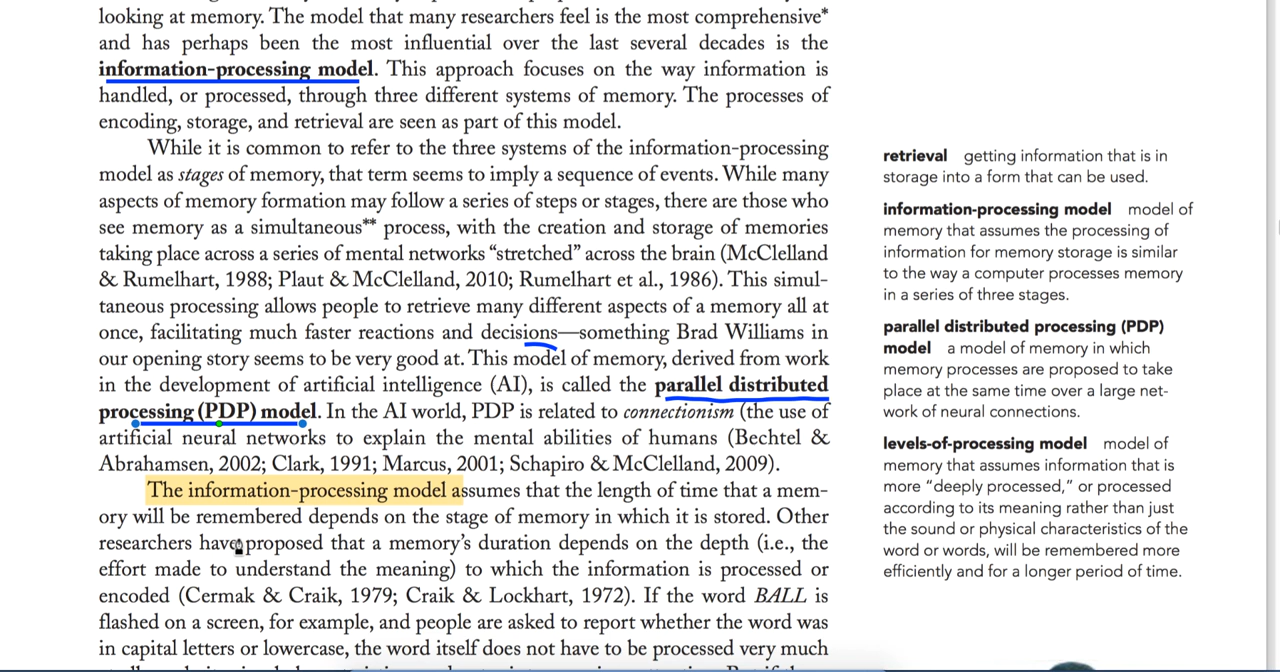 looking at memory. The model that many researchers feel is the most comprehensive*
and has perhaps been the most influential over the last several decades is the
information-processing model. This approach focuses on the way information is
handled, or processed, through three different systems of memory. The processes of
encoding, storage, and retrieval are seen as part of this model.
While it is common to refer to the three systems of the information-processing
model as stages of memory, that term seems to imply a sequence of events. While many
aspects of memory formation may follow a series of steps or stages, there are those who
see memory as a simultaneous** process, with the creation and storage of memories
taking place across a series of mental networks “stretched” across the brain (McClelland
& Rumelhart, 1988; Plaut & McClelland, 2010; Rumelhart et al., 1986). This simul-
taneous processing allows people to retrieve many different aspects of a memory all at
once, facilitating much faster reactions and decisions—something Brad Williams in
our opening story seems to be very good at. This model of memory, derived from work
in the development of artificial intelligence (AI), is called the parallel distributed
processing (PDP) model. In the AI world, PDP is related to connectionism (the use of
artificial neural networks to explain the mental abilities of humans (Bechtel &
Abrahamsen, 2002; Clark, 1991; Marcus, 2001; Schapiro & McClelland, 2009).
The information-processing model assumes that the length of time that a mem-
ory will be remembered depends on the stage of memory in which it is stored. Other
researchers have proposed that a memory’s duration depends on the depth (i.e., the
effort made to understand the meaning) to which the information is processed or
encoded (Cermak & Craik, 1979; Craik & Lockhart, 1972). If the word BALL is
flashed on a screen, for example, and people are asked to report whether the word was
in capital letters or lowercase, the word itself does not have to be processed very much
retrieval getting information that is in
storage into a form that can be used.
information-processing model model of
memory that assumes the processing of
information for memory storage is similar
to the way a computer processes memory
in a series of three stages.
parallel distributed processing (PDP)
model a model of memory in which
memory processes are proposed to take
place at the same time over a large net-
work of neural connections.
levels-of-processing model model of
memory that assumes information that is
more “deeply processed,” or processed
according to its meaning rather than just
the sound or physical characteristics of the
word or words, will be remembered more
efficiently and for a longer period of time.